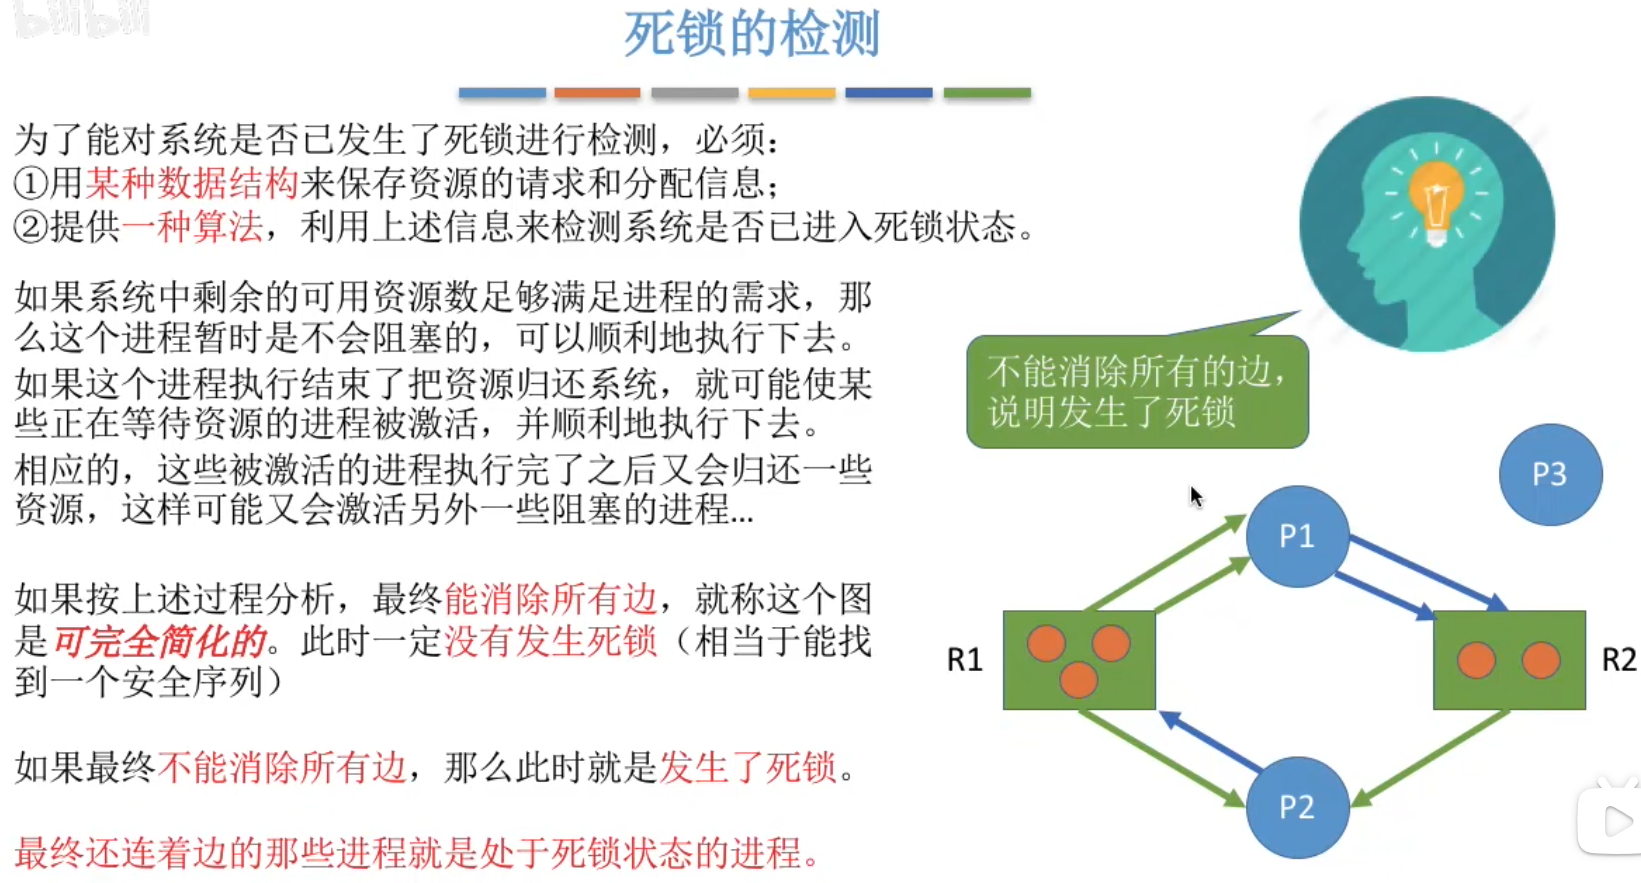 死锁的检测
为了能对系统是否已发生了死锁进行检测，必须：
①用某种数据结构来保存资源的请求和分配信息；
②提供一种算法，利用上述信息来检测系统是否已进入死锁状态。
如果系统中剩余的可用资源数足够满足进程的需求，那
么这个进程暂时是不会阻塞的，可以顺利地执行下去。
如果这个进程执行结束了把资源归还系统，就可能使某
些正在等待资源的进程被激活，并顺利地执行下去。
相应的，这些被激活的进程执行完了之后又会归还一些
资源，这样可能又会激活另外一些阻塞的进程...
如果按上述过程分析，最终能消除所有边，就称这个图
是可完全简化的。此时一定没有发生死锁（相当于能找
到一个安全序列）
如果最终不能消除所有边，那么此时就是发生了死锁。
最终还连着边的那些进程就是处于死锁状态的进程。
不能消除所有的边，
说明发生了死锁
P3
P1
R1
R2
P2